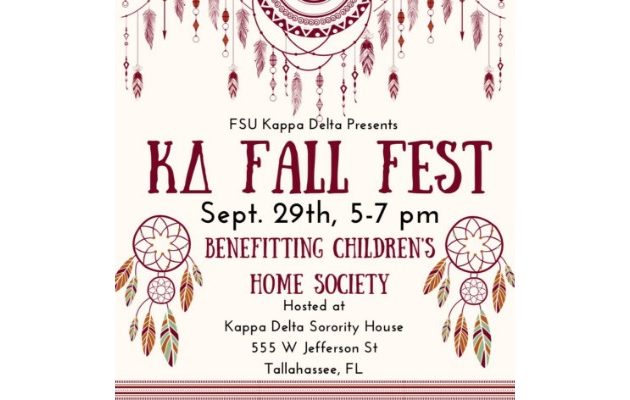 FSU Kappa Delta Presents
KΔ FALL FEST
Sept. 29th, 5-7 pm
BENEFITTING CHILDREN'S
HOME SOCIETY
Hosted at
Kappa Delta Sorority House
555 W Jefferson St
Tallahassee, FL